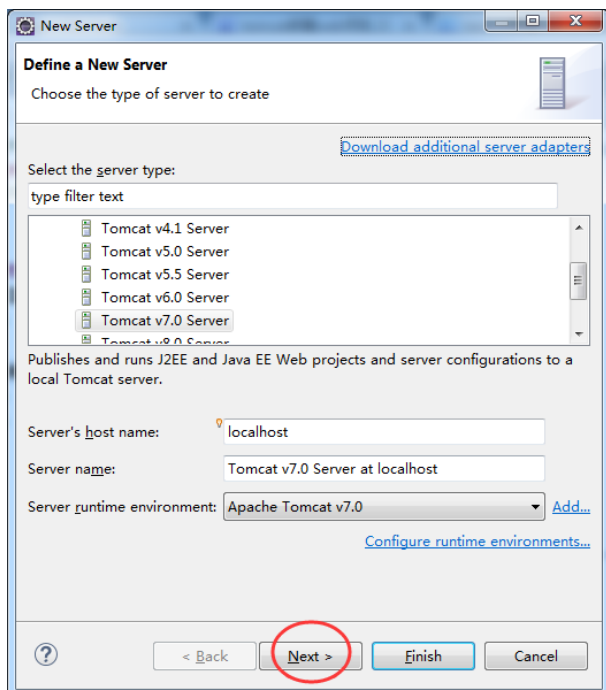 New Server
Define a New Server
Choose the type of server to create
Download additional server adapters
Select the server type:
type filter text
Tomcat v4.1 Server
Tomcat v5.0 Server
Tomcat v5.5 Server
Tomcat v6.0 Server
Tomcat v7.0 Server
Tomcat v8.0 Server
Publishes and runs J2EE and Java EE Web projects and server configurations to a
local Tomcat server.
Server's host name: localhost
Server name: Tomcat v7.0 Server at localhost
Server runtime environment: Apache Tomcat v7.0 Add...
Configure runtime environments...
? < Back Next > Finish Cancel